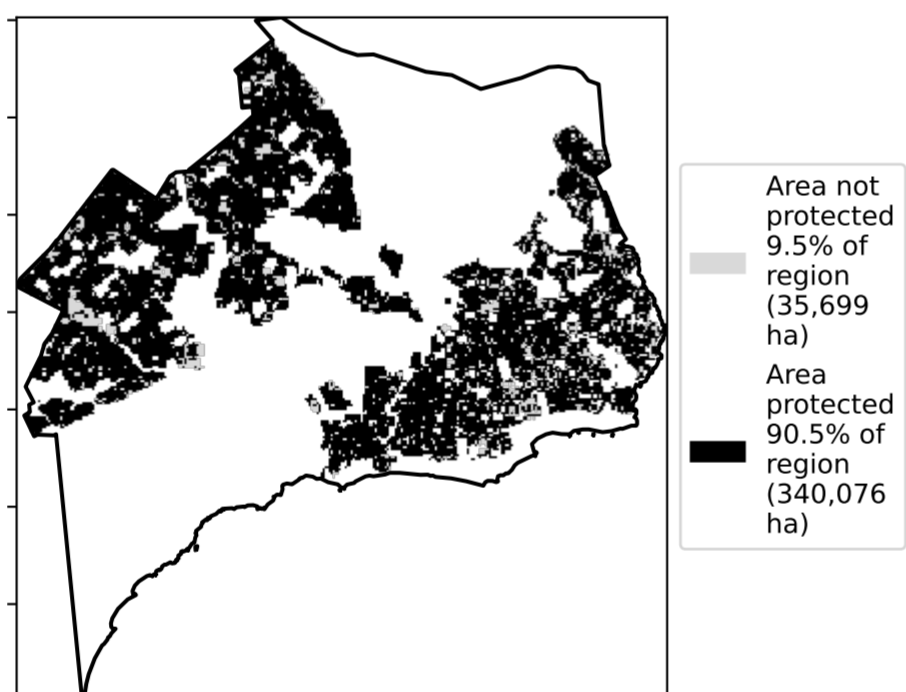 Area not
protected
9.5% of
region
(35,699
ha)
Area
protected
90.5% of
region
(340,076
ha)